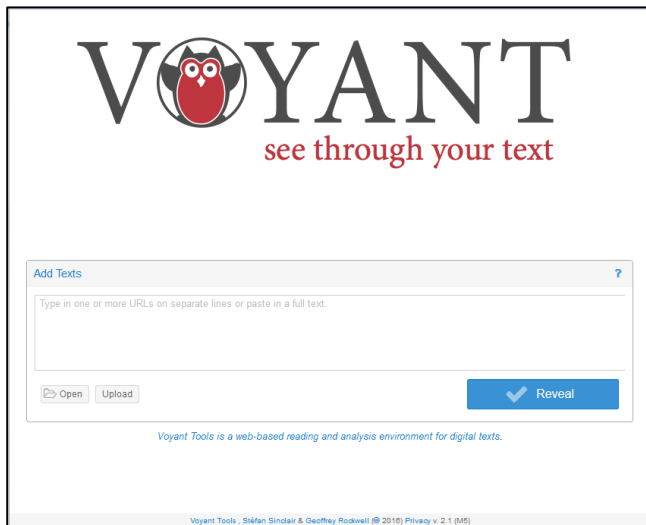 VOYANT
see through your text
Add Texts ?
Type in one or more URLs on separate lines or paste in a full text.
Open Upload Reveal
Voyant Tools is a web-based reading and analysis environment for digital texts.
Voyant Tools , Stéfan Sinclair & Geoffrey Rockwell (@ 2016) Privacy v. 2.1 (M5)